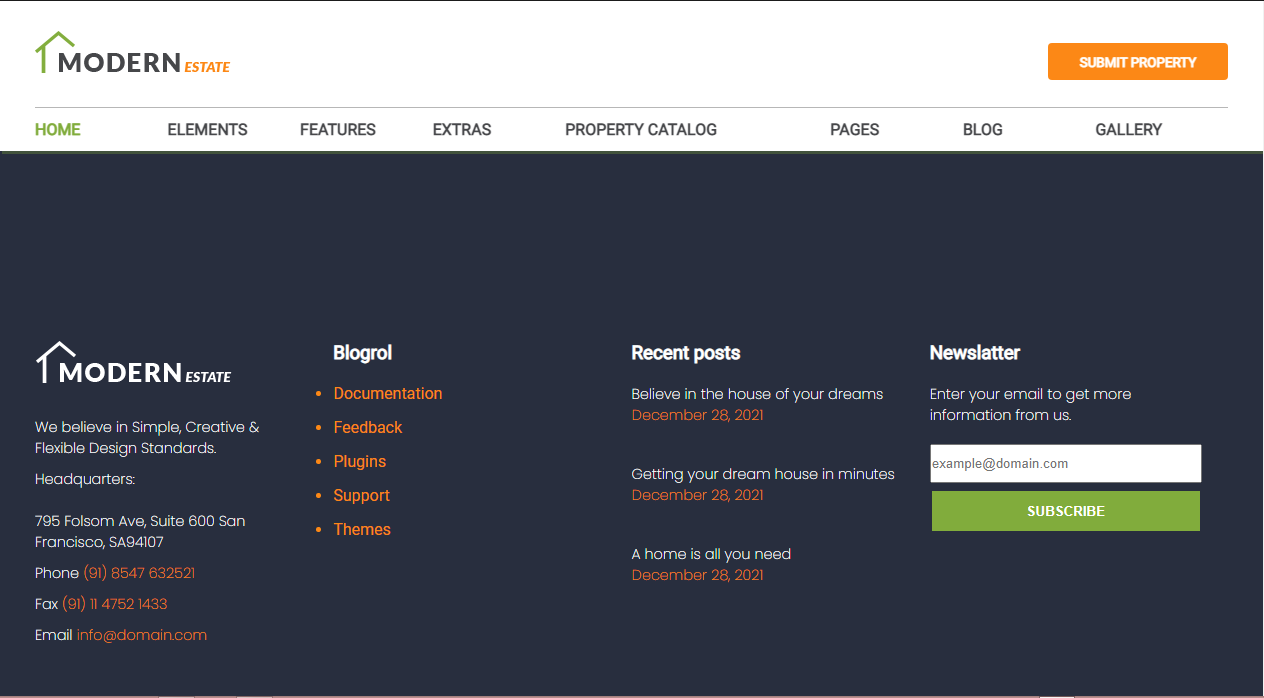 MODERN ESTATE
SUBMIT PROPERTY
HOME ELEMENTS FEATURES EXTRAS PROPERTY CATALOG PAGES BLOG GALLERY
MODERN ESTATE
We believe in Simple, Creative &
Flexible Design Standards.
Headquarters:
795 Folsom Ave, Suite 600 San
Francisco, SA94107
Phone (91) 8547 632521
Fax (91) 11 4752 1433
Email info@domain.com
Blogrol
Documentation
Feedback
Plugins
Support
Themes
Recent posts
Believe in the house of your dreams
December 28, 2021
Getting your dream house in minutes
December 28, 2021
A home is all you need
December 28, 2021
Newslatter
Enter your email to get more
information from us.
example@domain.com
SUBSCRIBE